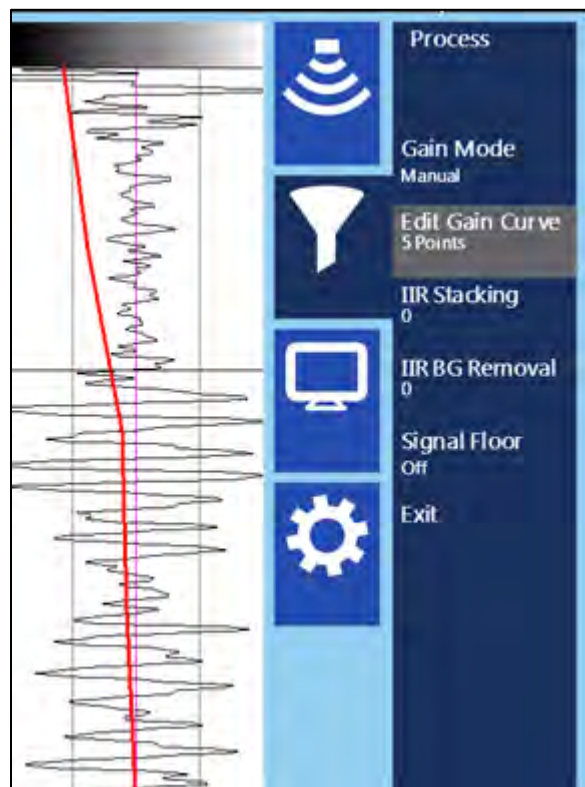 Process
Gain Mode
Manual
Edit Gain Curve
5 Points
IIR Stacking
0
IIR BG Removal
0
Signal Floor
Off
Exit